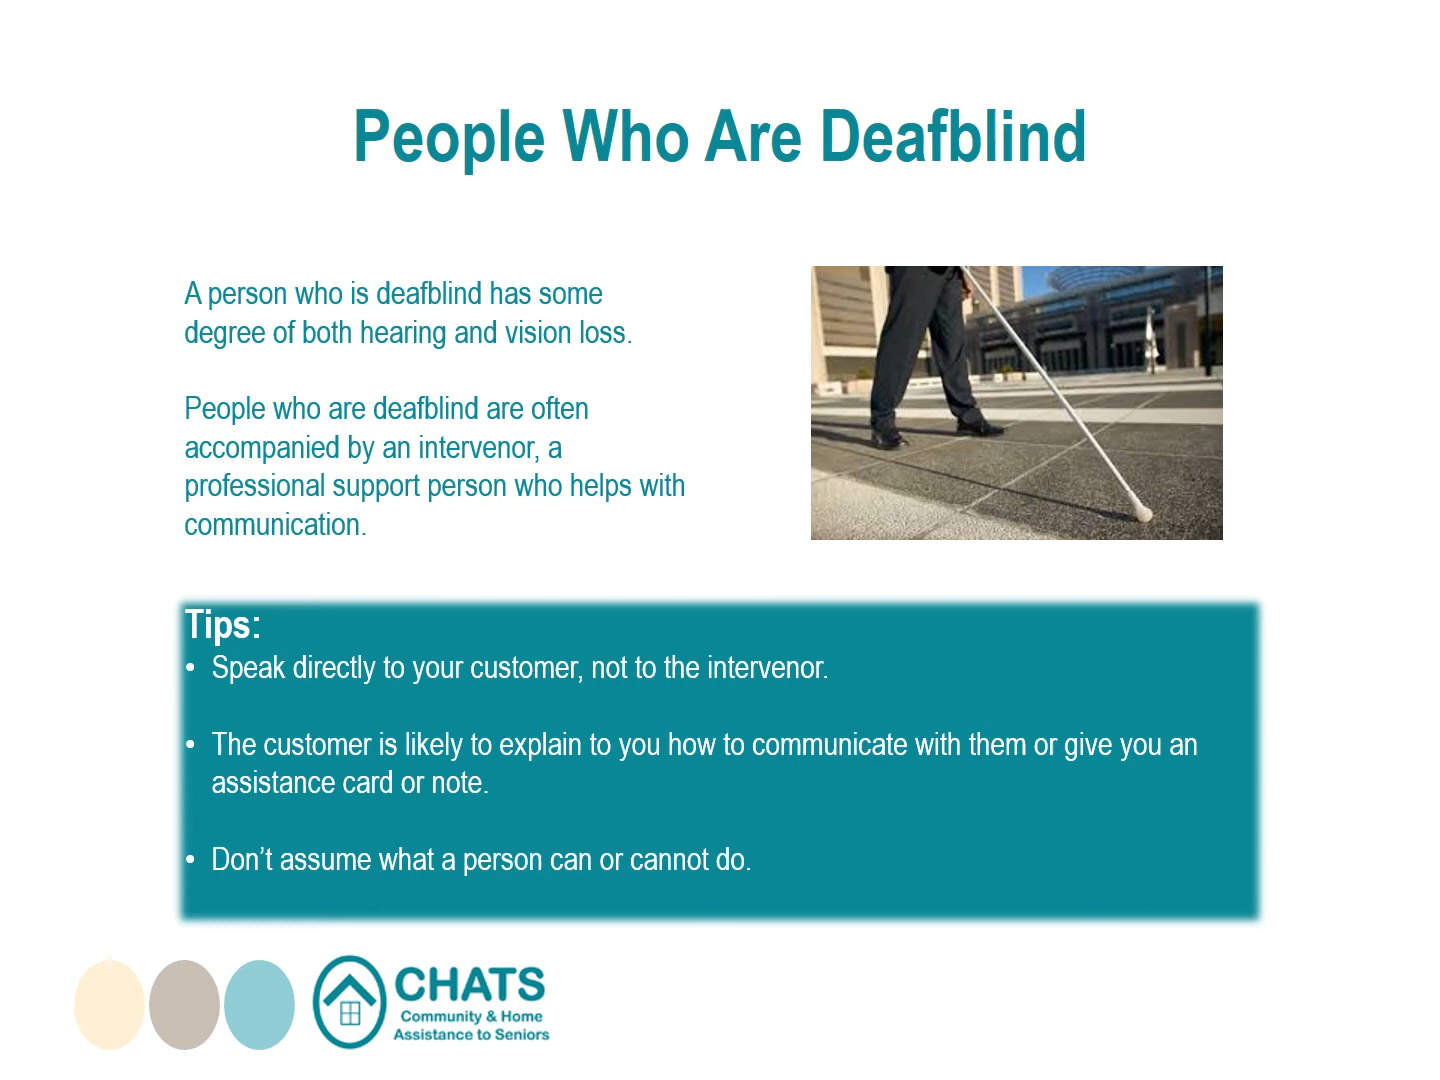 People Who Are Deafblind
A person who is deafblind has some
degree of both hearing and vision loss.
People who are deafblind are often
accompanied by an intervenor, a
professional support person who helps with
communication.
Tips:
• Speak directly to your customer, not to the intervenor.
• The customer is likely to explain to you how to communicate with them or give you an
assistance card or note.
• Don’t assume what a person can or cannot do.
CHATS
Community & Home
Assistance to Seniors